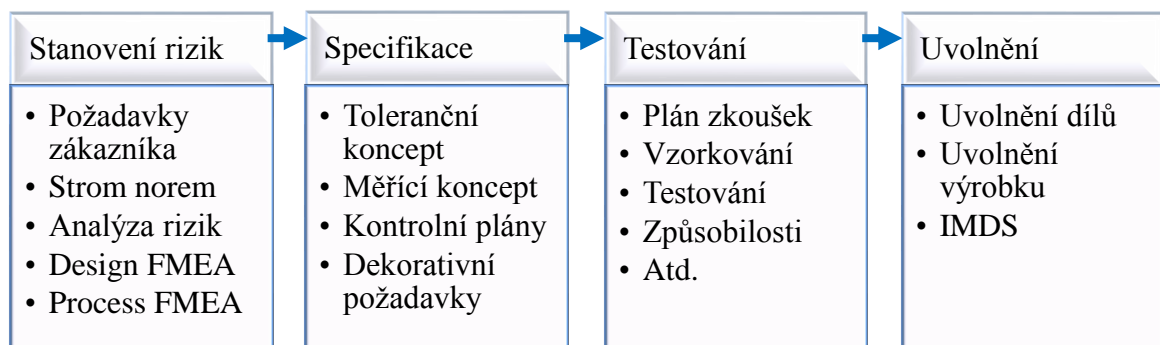 Stanovení rizik
• Požadavky
zákazníka
• Strom norem
• Analýza rizik
• Design FMEA
• Process FMEA
Specifikace
• Toleranční
koncept
• Měřící koncept
• Kontrolní plány
• Dekorativní
požadavky
Testování
• Plán zkoušek
• Vzorkování
• Testování
• Způsobilosti
• Atd.
Uvolnění
• Uvolnění dílů
• Uvolnění
výrobku
• IMDS